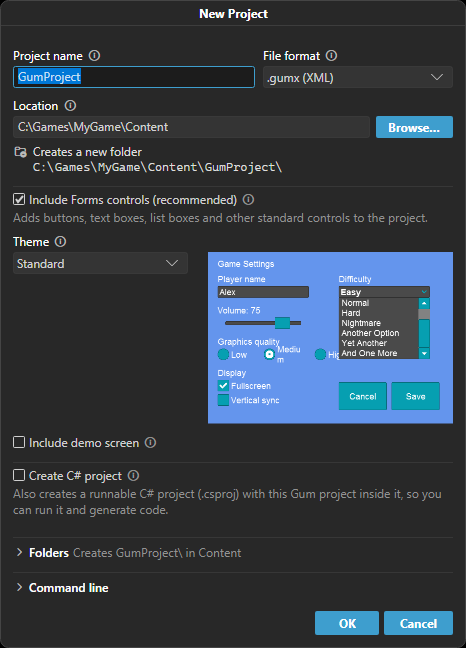 New Project
Project name
File format
GumProject
.gumx (XML)
Location
C:\Games\MyGame\Content
Browse...
Creates a new folder
C:\Games\MyGame\Content\GumProject\
Include Forms controls (recommended)
Adds buttons, text boxes, list boxes and other standard controls to the project.
Theme
Standard
Game Settings
Player name
Difficulty
Alex
Easy
Normal
Hard
Nightmare
Another Option
Yet Another
And One More
Volume: 75
Graphics quality
Low
Mediu
m
Hig
Display
Fullscreen
Vertical sync
Cancel
Save
Include demo screen
Create C# project
Also creates a runnable C# project (.csproj) with this Gum project inside it, so you
can run it and generate code.
Folders Creates GumProject\ in Content
Command line
OK
Cancel